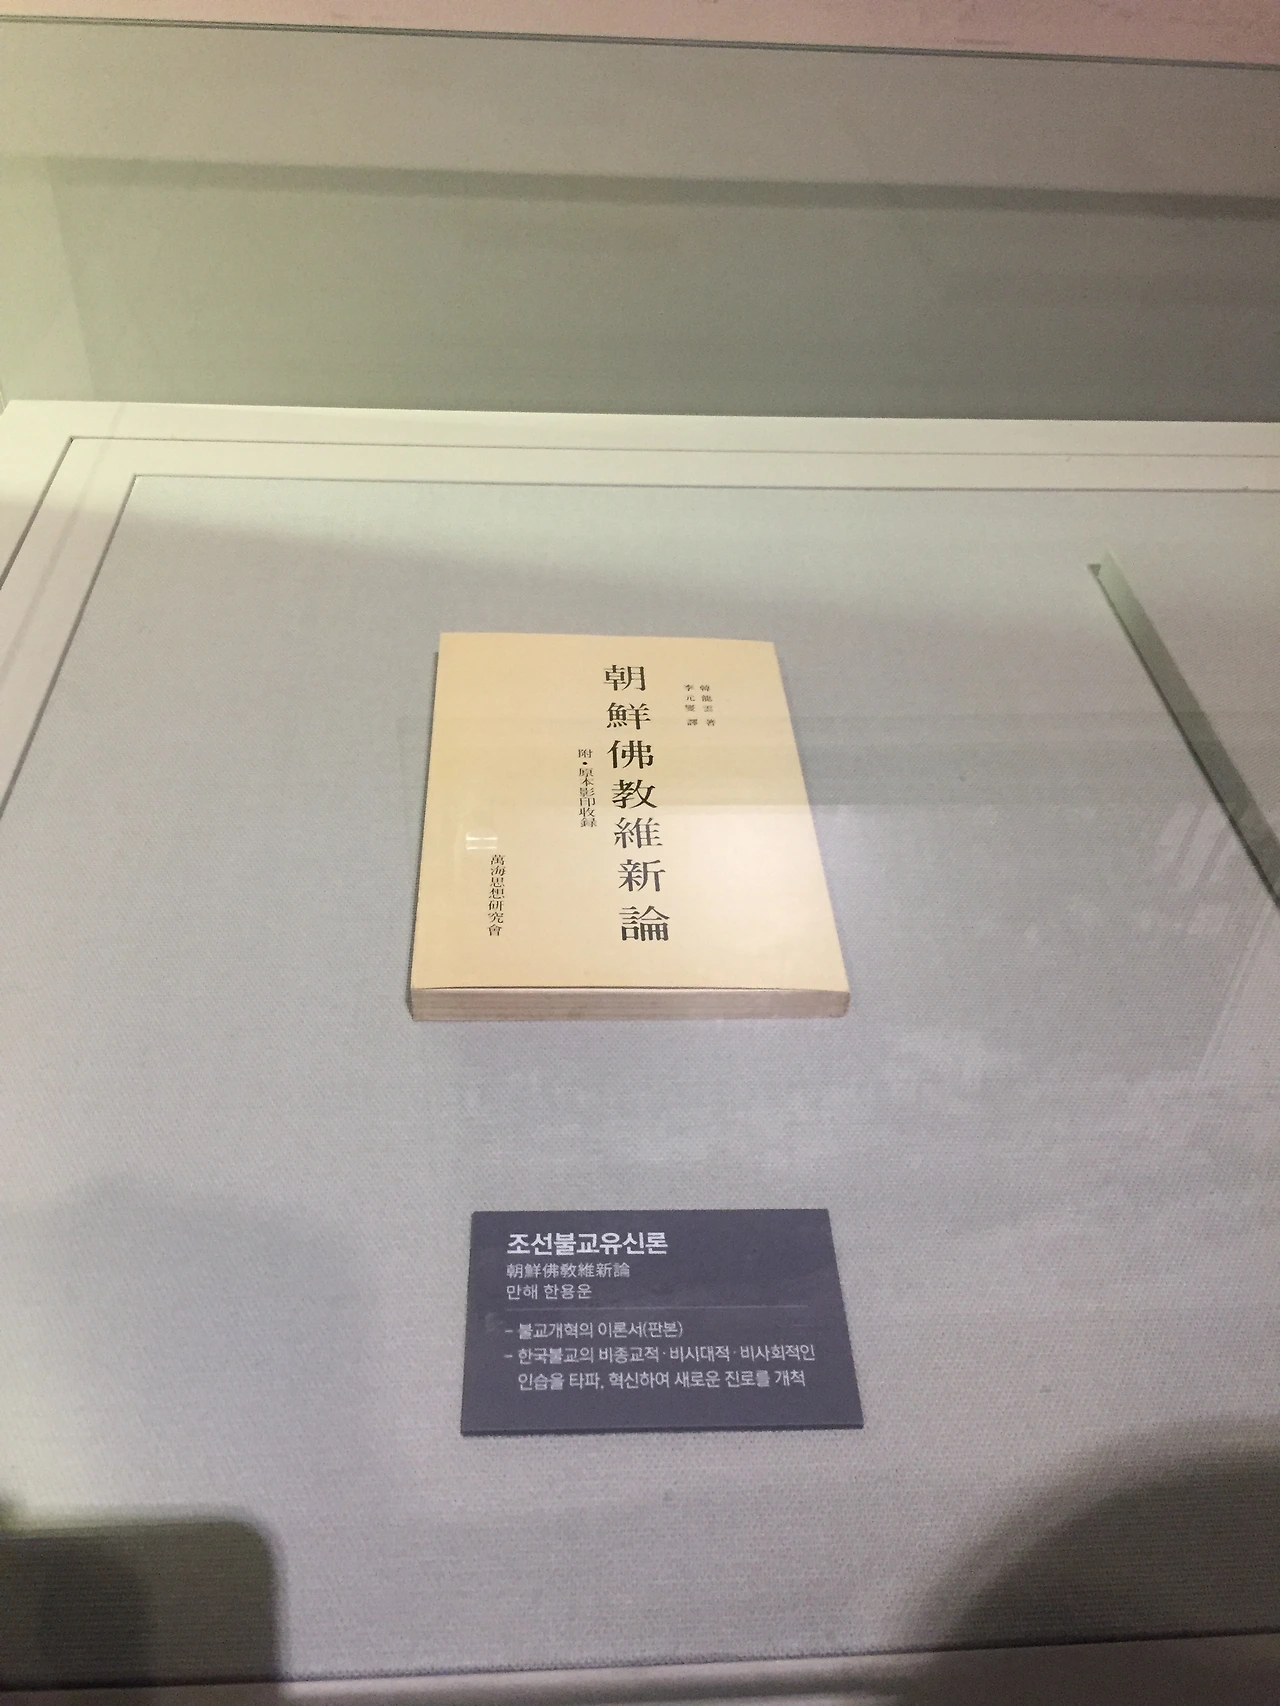 韓龍雲 著
李元燮 譯
朝鮮佛教維新論
附·原本影印收録
萬海思想研究會
조선불교유신론
朝鮮佛敎維新論
만해 한용운
- 불교개혁의 이론서(판본)
- 한국불교의 비종교적·비시대적·비사회적인
인습을 타파, 혁신하여 새로운 진로를 개척